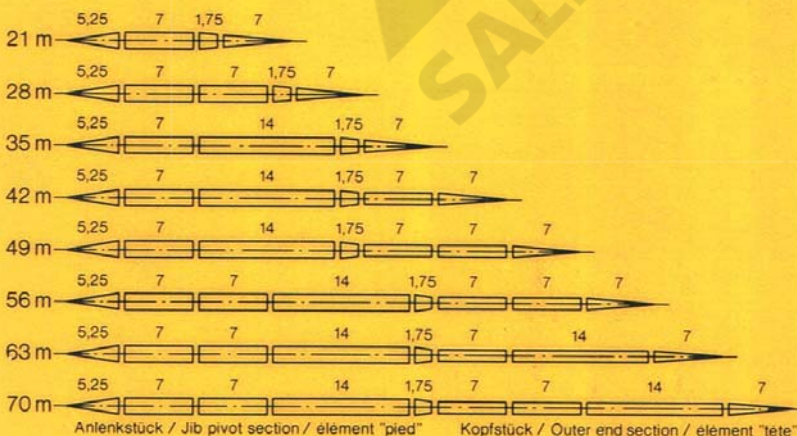 5,25 7 1,75 7
21 m
5,25 7 7 1,75 7
28 m
5,25 7 14 1,75 7
35 m
5,25 7 14 1,75 7 7
42 m
5,25 7 14 1,75 7 7 7
49 m
5,25 7 7 14 1,75 7 7 7
56 m
5,25 7 7 14 1,75 7 14 7
63 m
5,25 7 7 14 1,75 7 7 14 7
70 m
Anlenkstück / Jib pivot section / élément "pied" Kopfstück / Outer end section / élément "tête"